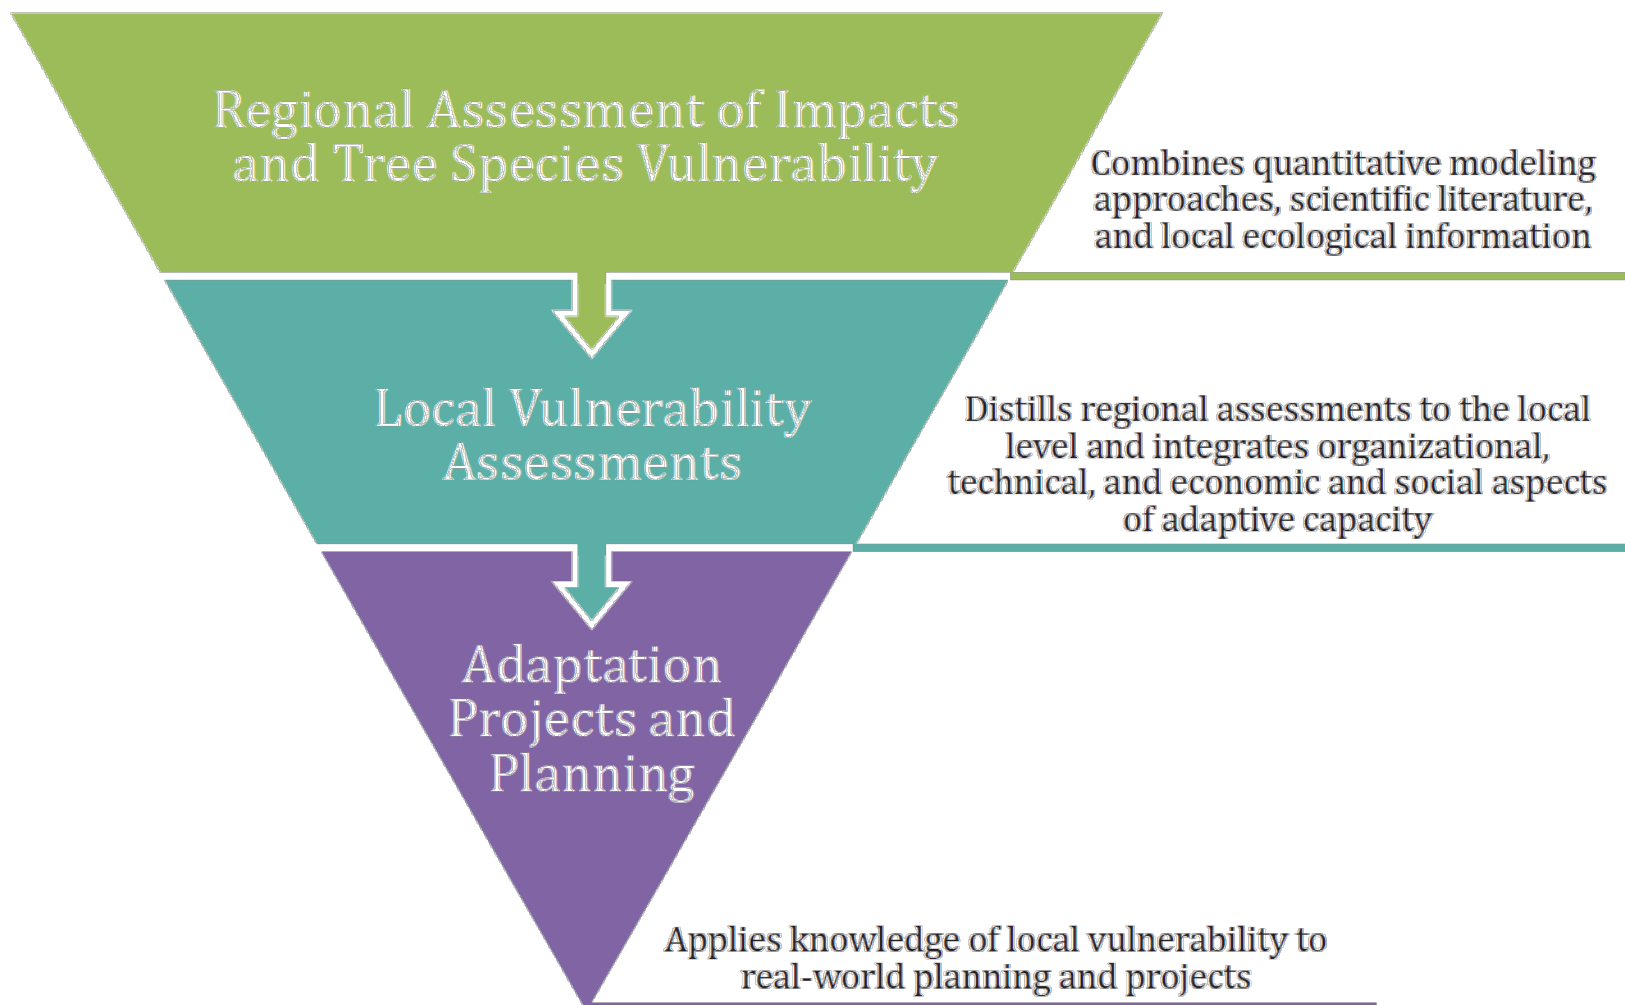 Regional Assessment of Impacts
and Tree Species Vulnerability
Combines quantitative modeling
approaches, scientific literature,
and local ecological information
Local Vulnerability
Assessments
Distills regional assessments to the local
level and integrates organizational,
technical, and economic and social aspects
of adaptive capacity
Adaptation
Projects and
Planning
Applies knowledge of local vulnerability to
real-world planning and projects